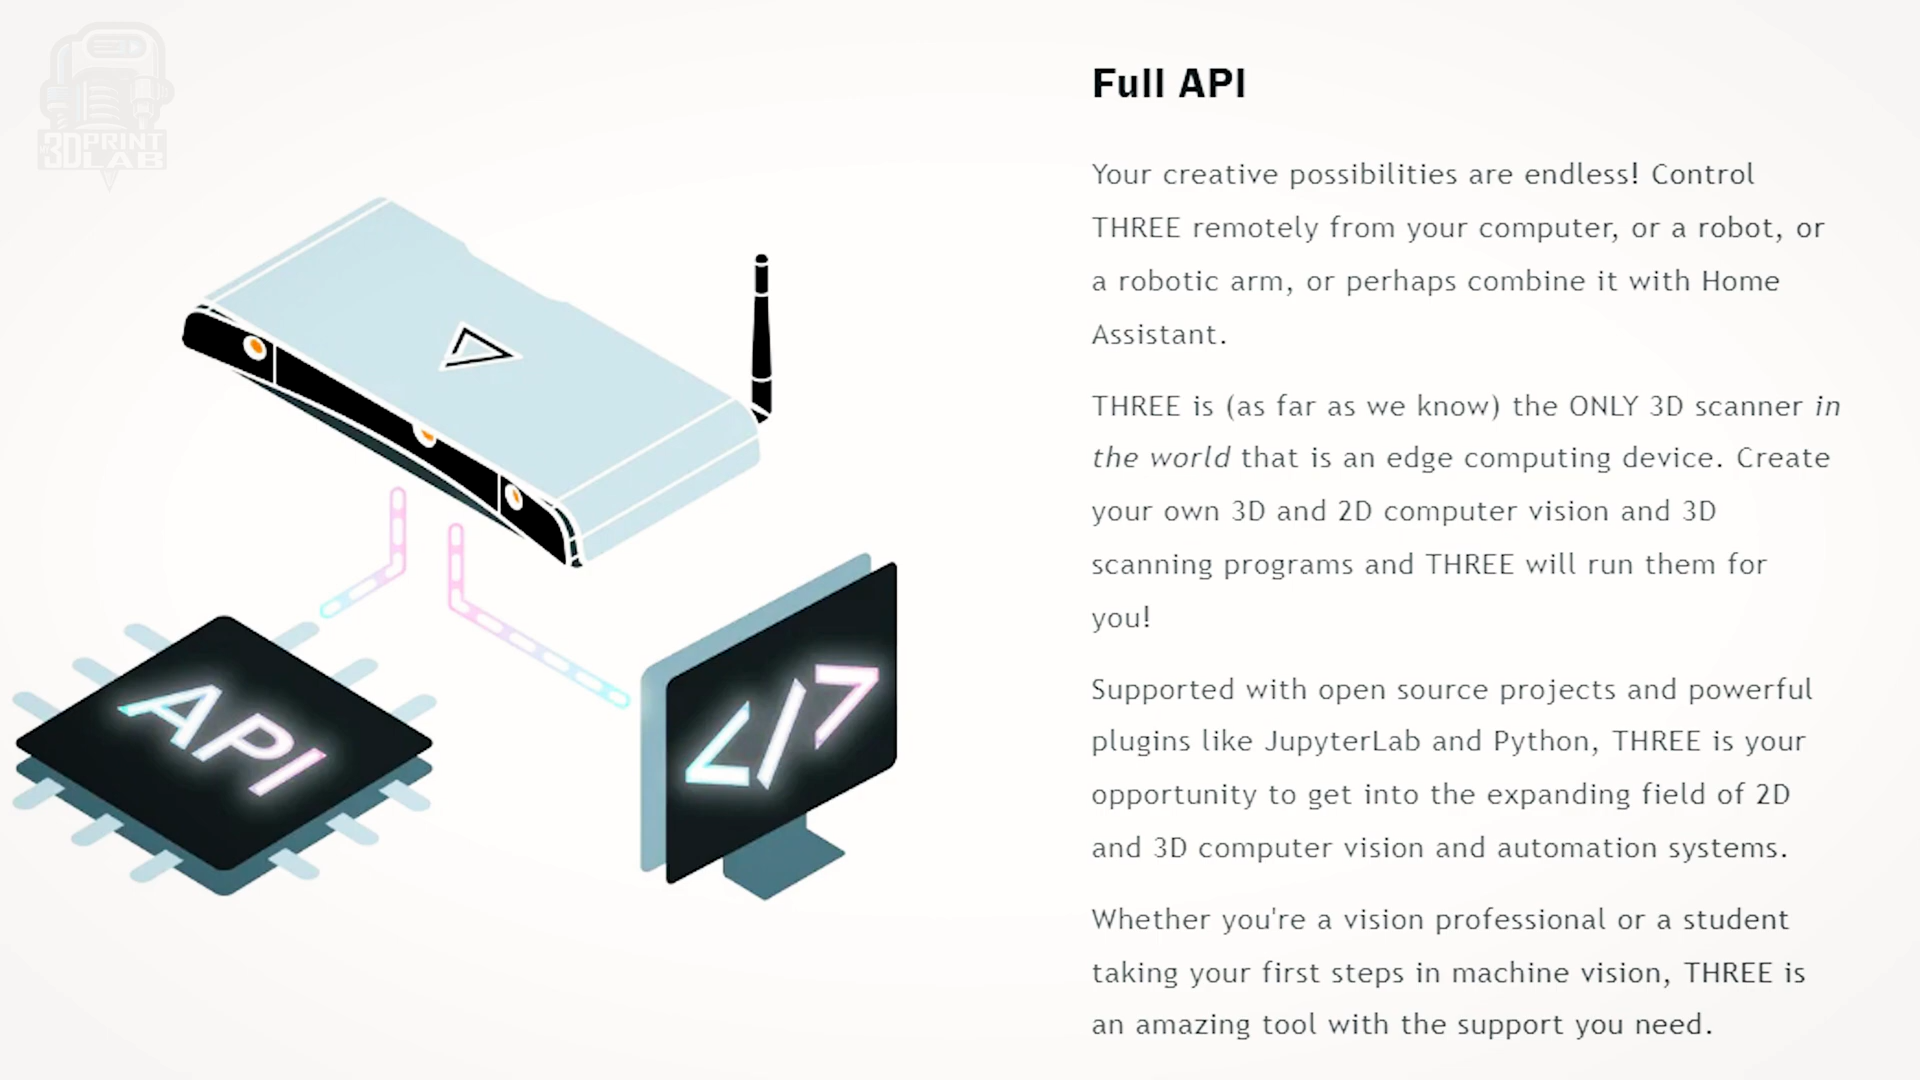 MY
3DPRINT
LAB
Full API
Your creative possibilities are endless! Control
THREE remotely from your computer, or a robot, or
a robotic arm, or perhaps combine it with Home
Assistant.
THREE is (as far as we know) the ONLY 3D scanner in
the world that is an edge computing device. Create
your own 3D and 2D computer vision and 3D
scanning programs and THREE will run them for
you!
Supported with open source projects and powerful
plugins like JupyterLab and Python, THREE is your
opportunity to get into the expanding field of 2D
and 3D computer vision and automation systems.
Whether you're a vision professional or a student
taking your first steps in machine vision, THREE is
an amazing tool with the support you need.
API
</>